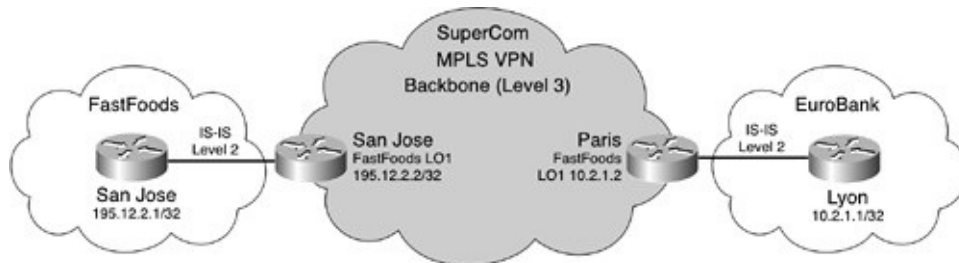 SuperCom
MPLS VPN
Backbone (Level 3)
FastFoods
IS-IS
Level 2
San Jose
195.12.2.1/32
San Jose
FastFoods LO1
195.12.2.2/32
Paris
FastFoods
LO1 10.2.1.2
EuroBank
IS-IS
Level 2
Lyon
10.2.1.1/32